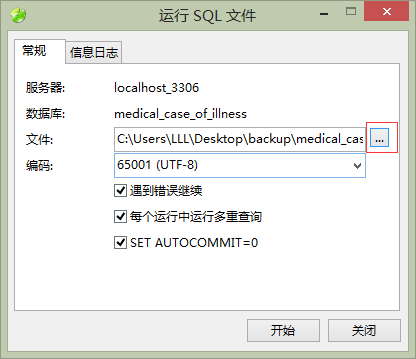 运行 SQL 文件
常规 信息日志
服务器: localhost_3306
数据库: medical_case_of_illness
文件: C:\Users\LLL\Desktop\backup\medical_cas ...
编码: 65001 (UTF-8)
遇到错误继续
每个运行中运行多重查询
SET AUTOCOMMIT=0
开始 关闭